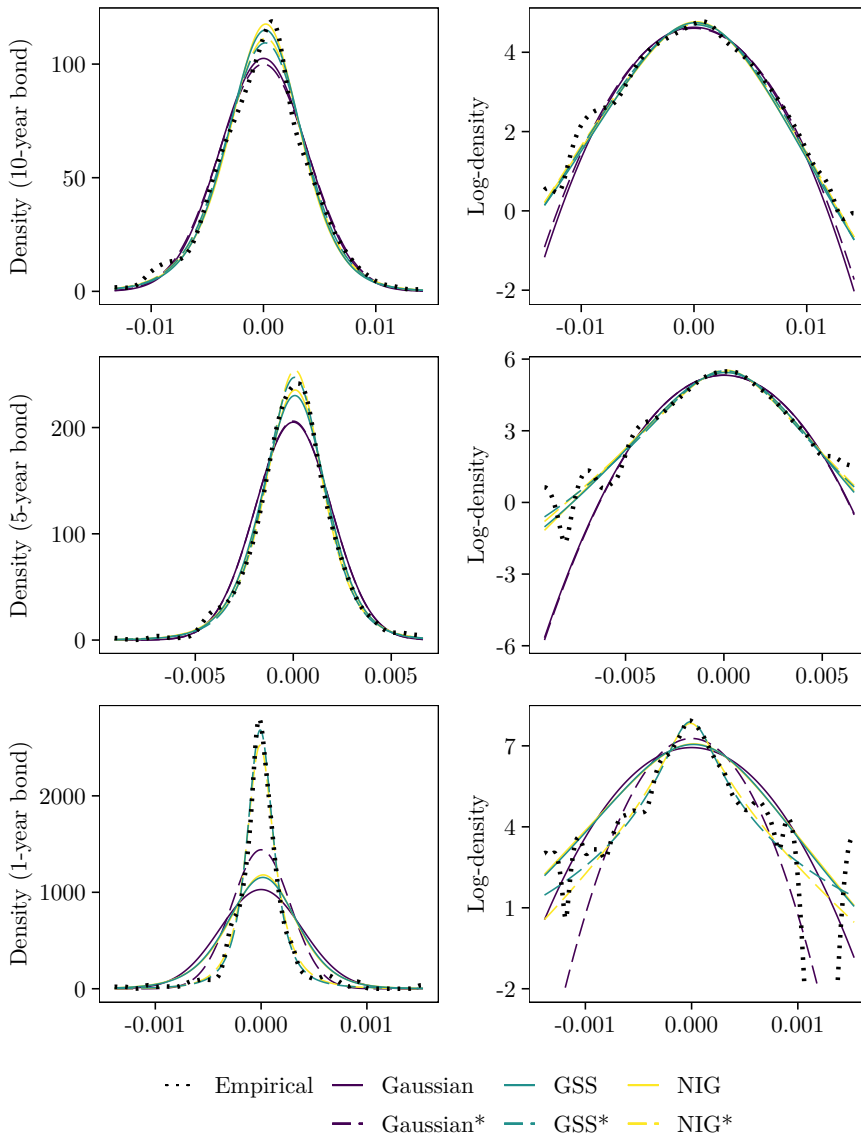 Density (10-year bond)
100
50
0
-0.01 0.00 0.01
Log-density
4
2
0
-2
-0.01 0.00 0.01
Density (5-year bond)
200
100
0
-0.005 0.000 0.005
Log-density
6
3
0
-3
-6
-0.005 0.000 0.005
Density (1-year bond)
2000
1000
0
-0.001 0.000 0.001
Log-density
7
4
1
-2
-0.001 0.000 0.001
Empirical Gaussian GSS NIG
Gaussian* GSS* NIG*